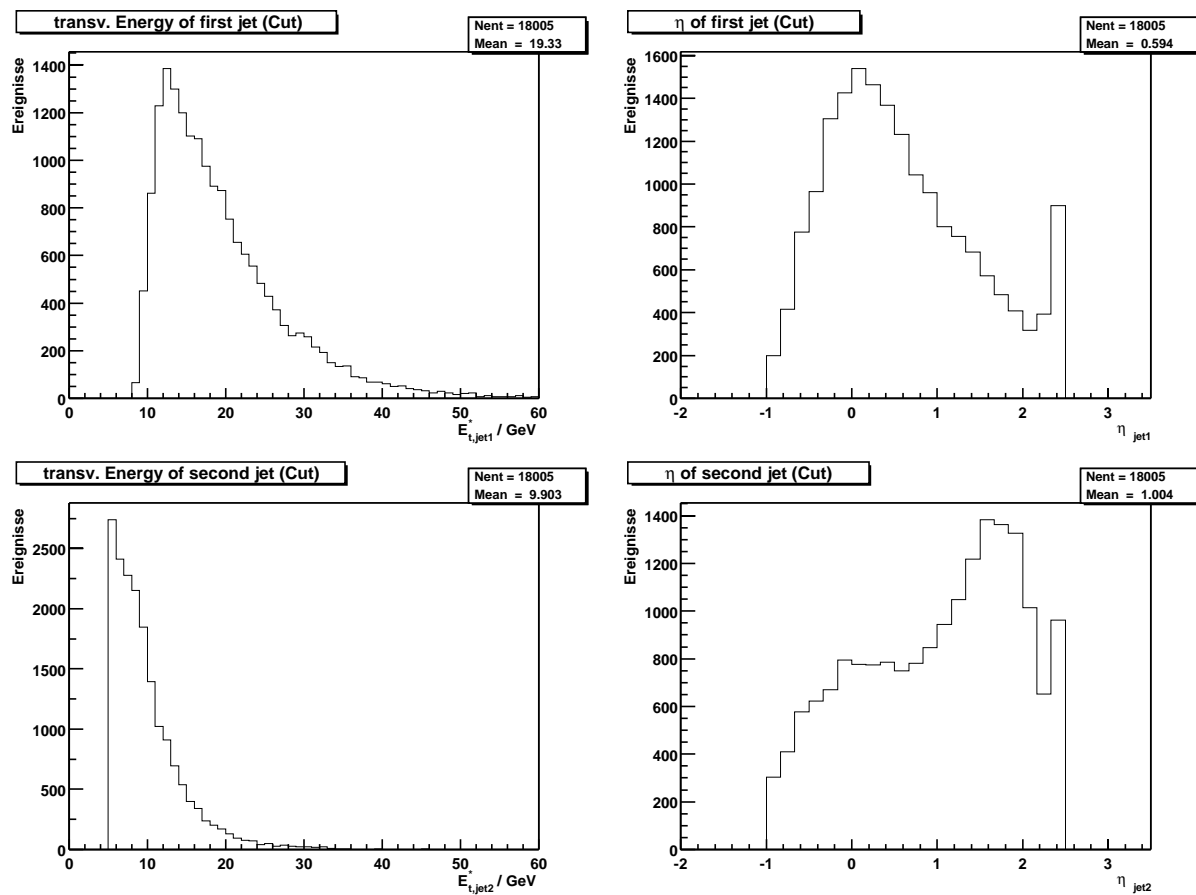 transv. Energy of first jet (Cut)
Nent = 18005
Mean = 19.33
Ereignisse
1400
1200
1000
800
600
400
200
0
0 10 20 30 40 50 60
E*t,jet1 / GeV
η of first jet (Cut)
Nent = 18005
Mean = 0.594
Ereignisse
1600
1400
1200
1000
800
600
400
200
0
-2 -1 0 1 2 3
η jet1
transv. Energy of second jet (Cut)
Nent = 18005
Mean = 9.903
Ereignisse
2500
2000
1500
1000
500
0
0 10 20 30 40 50 60
E*t,jet2 / GeV
η of second jet (Cut)
Nent = 18005
Mean = 1.004
Ereignisse
1400
1200
1000
800
600
400
200
0
-2 -1 0 1 2 3
η jet2